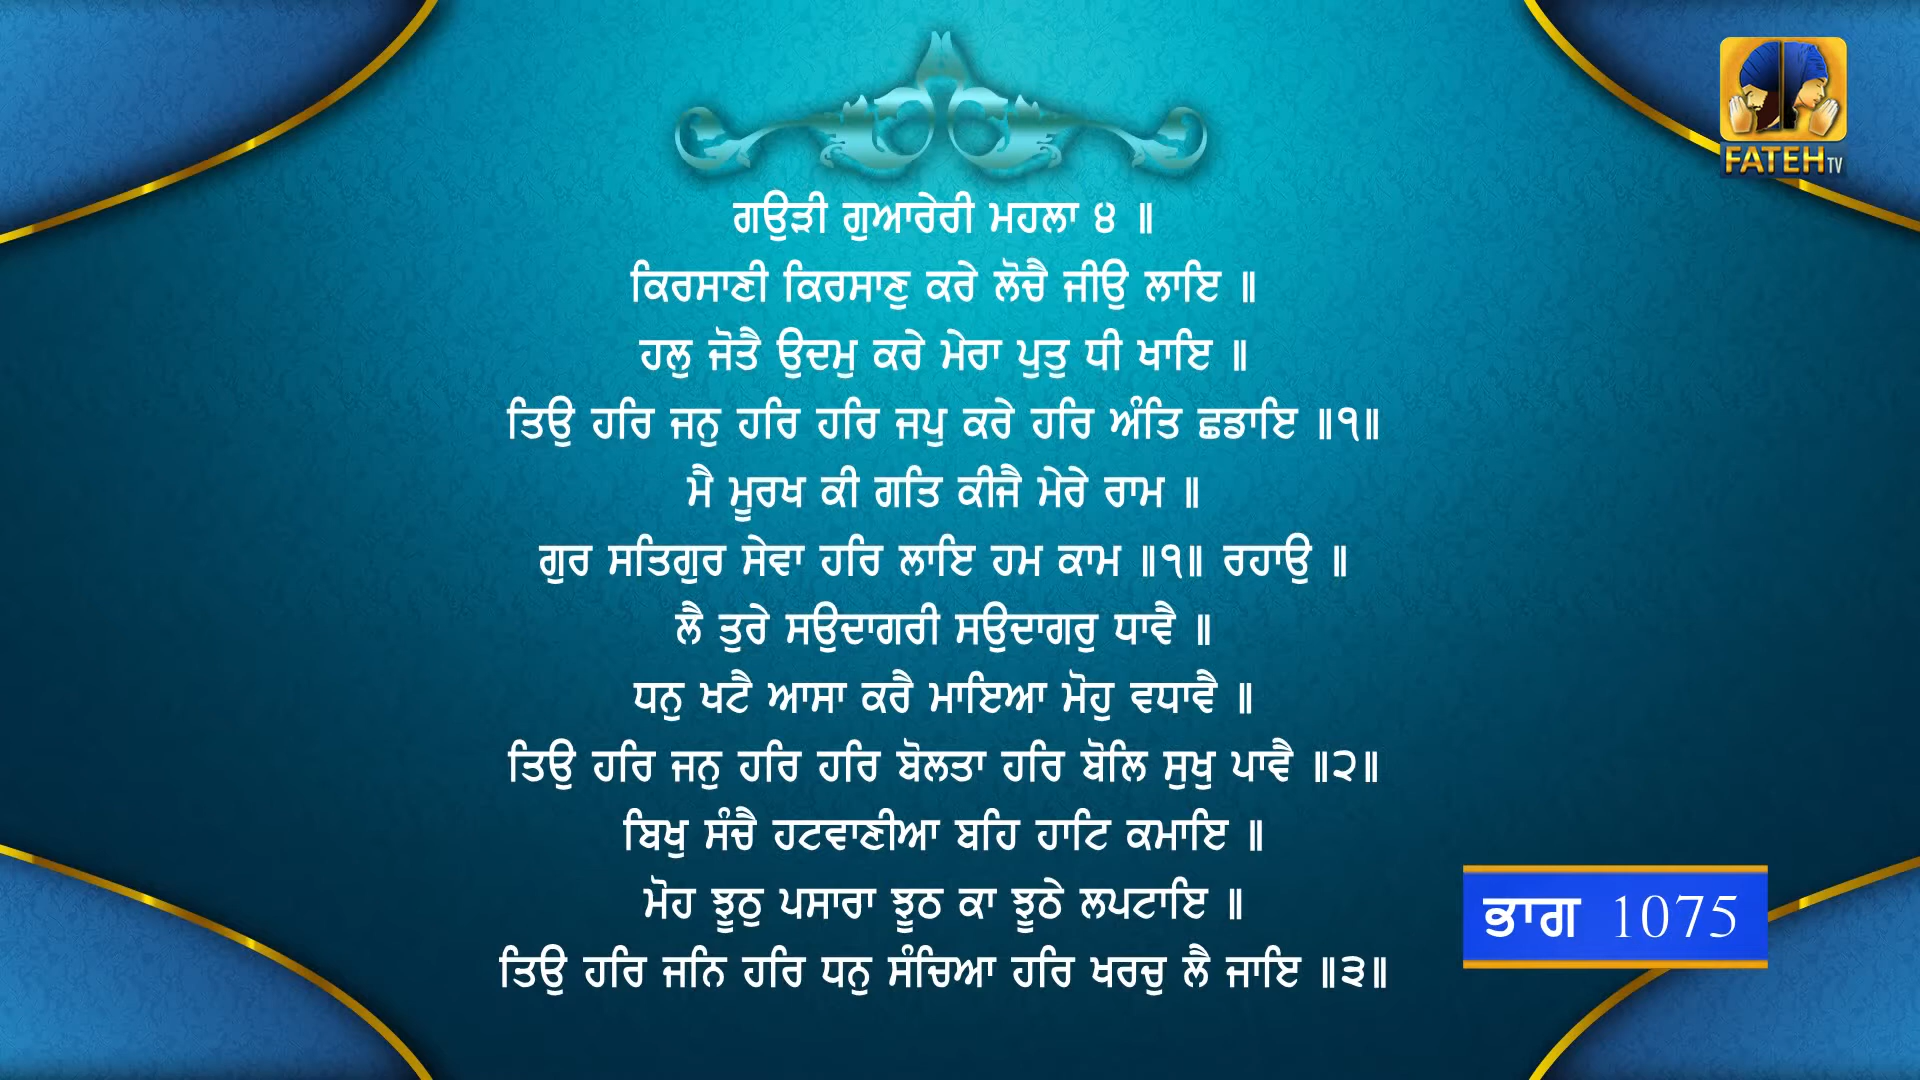 FATEH TV
ਗਉੜੀ ਗੁਆਰੇਰੀ ਮਹਲਾ ੪ ॥
ਕਿਰਸਾਣੀ ਕਿਰਸਾਣੁ ਕਰੇ ਲੋਚੈ ਜੀਉ ਲਾਇ ॥
ਹਲੁ ਜੋਤੈ ਉਦਮੁ ਕਰੇ ਮੇਰਾ ਪੁਤੁ ਧੀ ਖਾਇ ॥
ਤਿਉ ਹਰਿ ਜਨੁ ਹਰਿ ਹਰਿ ਜਪੁ ਕਰੇ ਹਰਿ ਅੰਤਿ ਛਡਾਇ ॥੧॥
ਮੈ ਮੂਰਖ ਕੀ ਗਤਿ ਕੀਜੈ ਮੇਰੇ ਰਾਮ ॥
ਗੁਰ ਸਤਿਗੁਰ ਸੇਵਾ ਹਰਿ ਲਾਇ ਹਮ ਕਾਮ ॥੧॥ ਰਹਾਉ ॥
ਲੈ ਤੁਰੇ ਸਉਦਾਗਰੀ ਸਉਦਾਗਰੁ ਧਾਵੈ ॥
ਧਨੁ ਖਟੈ ਆਸਾ ਕਰੈ ਮਾਇਆ ਮੋਹੁ ਵਧਾਵੈ ॥
ਤਿਉ ਹਰਿ ਜਨੁ ਹਰਿ ਹਰਿ ਬੋਲਤਾ ਹਰਿ ਬੋਲਿ ਸੁਖੁ ਪਾਵੈ ॥੨॥
ਬਿਖੁ ਸੰਚੈ ਹਟਵਾਣੀਆ ਬਹਿ ਹਾਟਿ ਕਮਾਇ ॥
ਮੋਹ ਝੂਠੁ ਪਸਾਰਾ ਝੂਠ ਕਾ ਝੂਠੇ ਲਪਟਾਇ ॥
ਤਿਉ ਹਰਿ ਜਨਿ ਹਰਿ ਧਨੁ ਸੰਚਿਆ ਹਰਿ ਖਰਚੁ ਲੈ ਜਾਇ ॥੩॥
ਭਾਗ 1075